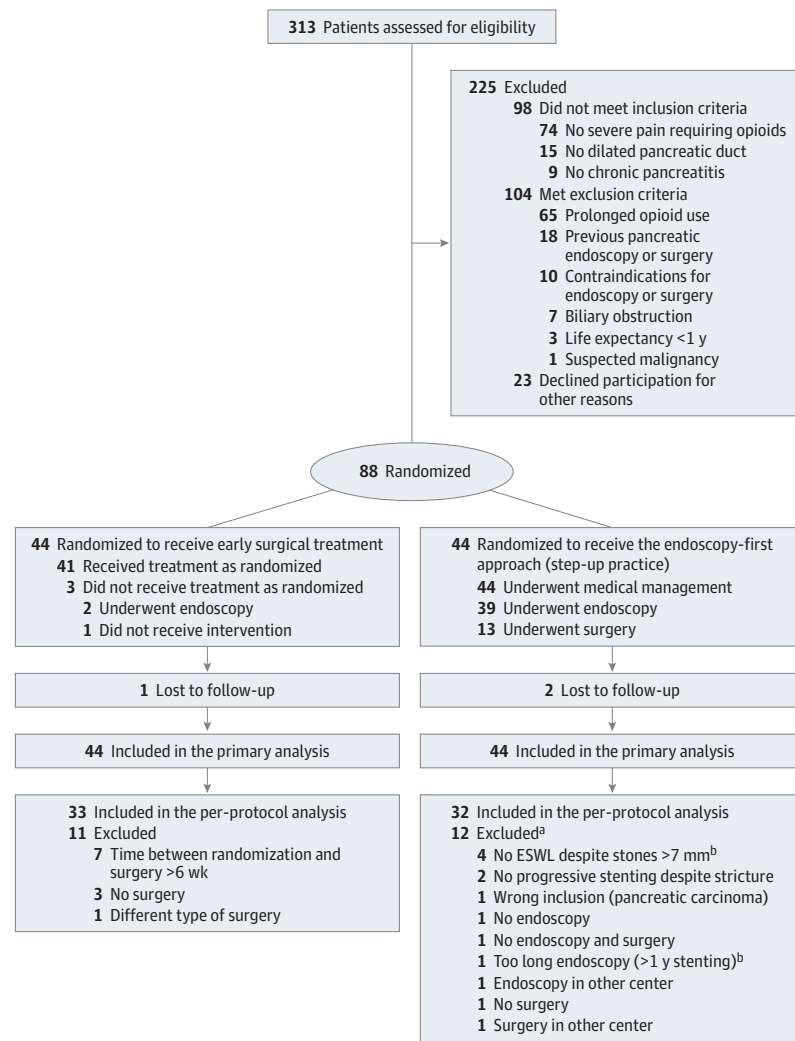 313 Patients assessed for eligibility
225 Excluded
98 Did not meet inclusion criteria
74 No severe pain requiring opioids
15 No dilated pancreatic duct
9 No chronic pancreatitis
104 Met exclusion criteria
65 Prolonged opioid use
18 Previous pancreatic
endoscopy or surgery
10 Contraindications for
endoscopy or surgery
7 Biliary obstruction
3 Life expectancy <1 y
1 Suspected malignancy
23 Declined participation for
other reasons
88 Randomized
44 Randomized to receive early surgical treatment
41 Received treatment as randomized
3 Did not receive treatment as randomized
2 Underwent endoscopy
1 Did not receive intervention
44 Randomized to receive the endoscopy-first
approach (step-up practice)
44 Underwent medical management
39 Underwent endoscopy
13 Underwent surgery
1 Lost to follow-up
2 Lost to follow-up
44 Included in the primary analysis
44 Included in the primary analysis
33 Included in the per-protocol analysis
11 Excluded
7 Time between randomization and
surgery >6 wk
3 No surgery
1 Different type of surgery
32 Included in the per-protocol analysis
12 Excludedᵃ
4 No ESWL despite stones >7 mmᵇ
2 No progressive stenting despite stricture
1 Wrong inclusion (pancreatic carcinoma)
1 No endoscopy
1 No endoscopy and surgery
1 Too long endoscopy (>1 y stenting)ᵇ
1 Endoscopy in other center
1 No surgery
1 Surgery in other center